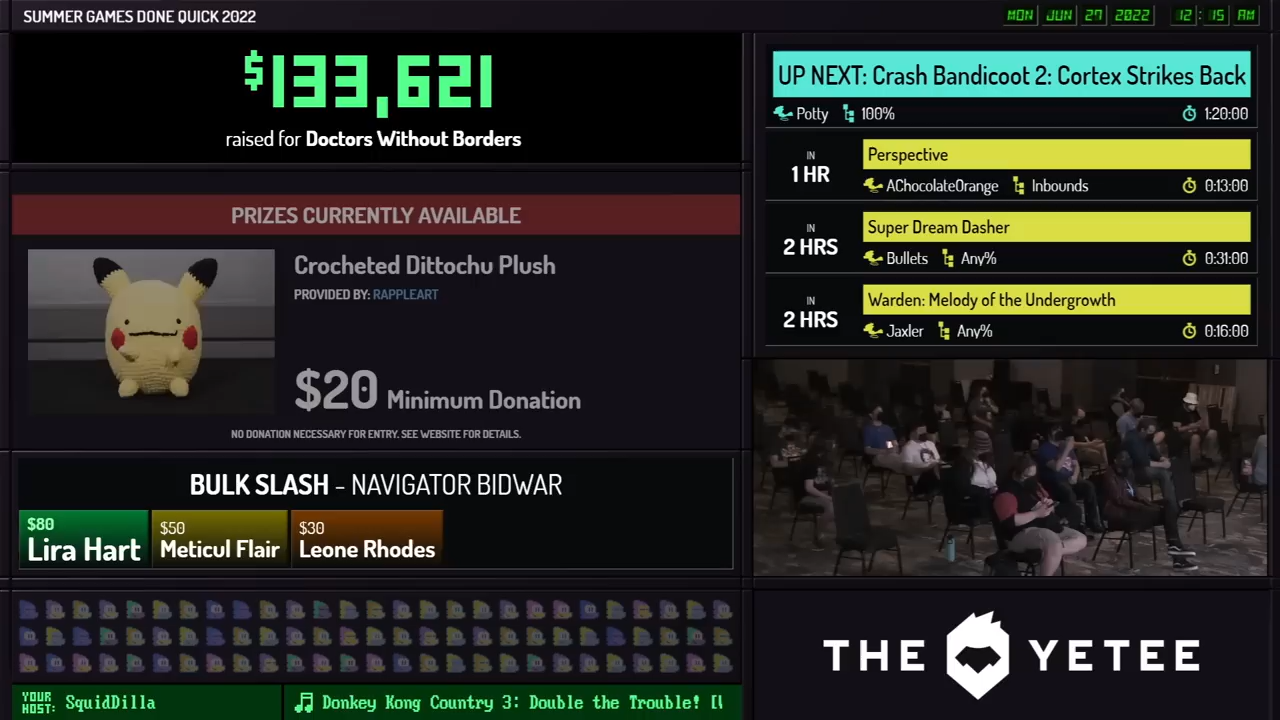 SUMMER GAMES DONE QUICK 2022
MON JUN 27 2022 12:15 AM
$133,621
raised for Doctors Without Borders
PRIZES CURRENTLY AVAILABLE
Crocheted Dittochu Plush
PROVIDED BY: RAPPLEART
$20 Minimum Donation
NO DONATION NECESSARY FOR ENTRY. SEE WEBSITE FOR DETAILS.
BULK SLASH - NAVIGATOR BIDWAR
$80
Lira Hart
$50
Meticul Flair
$30
Leone Rhodes
YOUR HOST: SquidDilla
Donkey Kong Country 3: Double the Trouble!
UP NEXT: Crash Bandicoot 2: Cortex Strikes Back
Potty 100% 1:20:00
IN
1 HR
Perspective
AChocolateOrange Inbounds 0:13:00
IN
2 HRS
Super Dream Dasher
Bullets Any% 0:31:00
IN
2 HRS
Warden: Melody of the Undergrowth
Jaxler Any% 0:16:00
THE YETEE